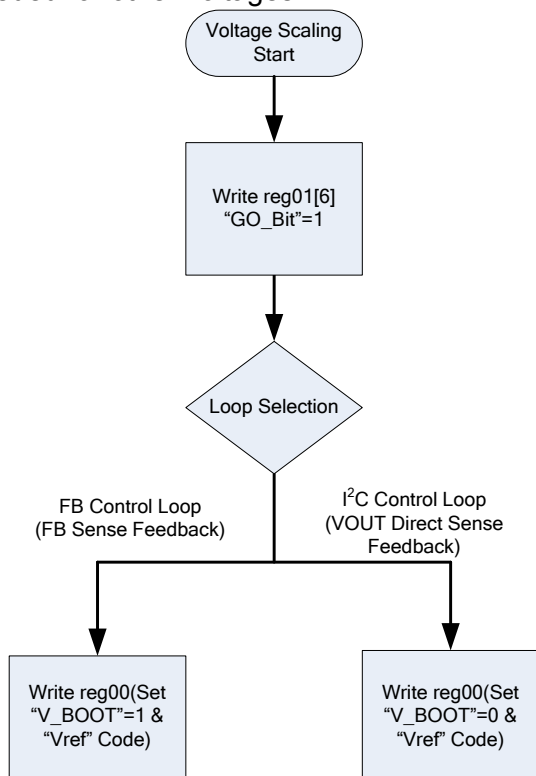 Voltage Scaling
Start
Write reg01[6]
“GO_Bit”=1
Loop Selection
FB Control Loop
(FB Sense Feedback)
I²C Control Loop
(VOUT Direct Sense
Feedback)
Write reg00(Set
“V_BOOT”=1 &
“Vref” Code)
Write reg00(Set
“V_BOOT”=0 &
“Vref” Code)